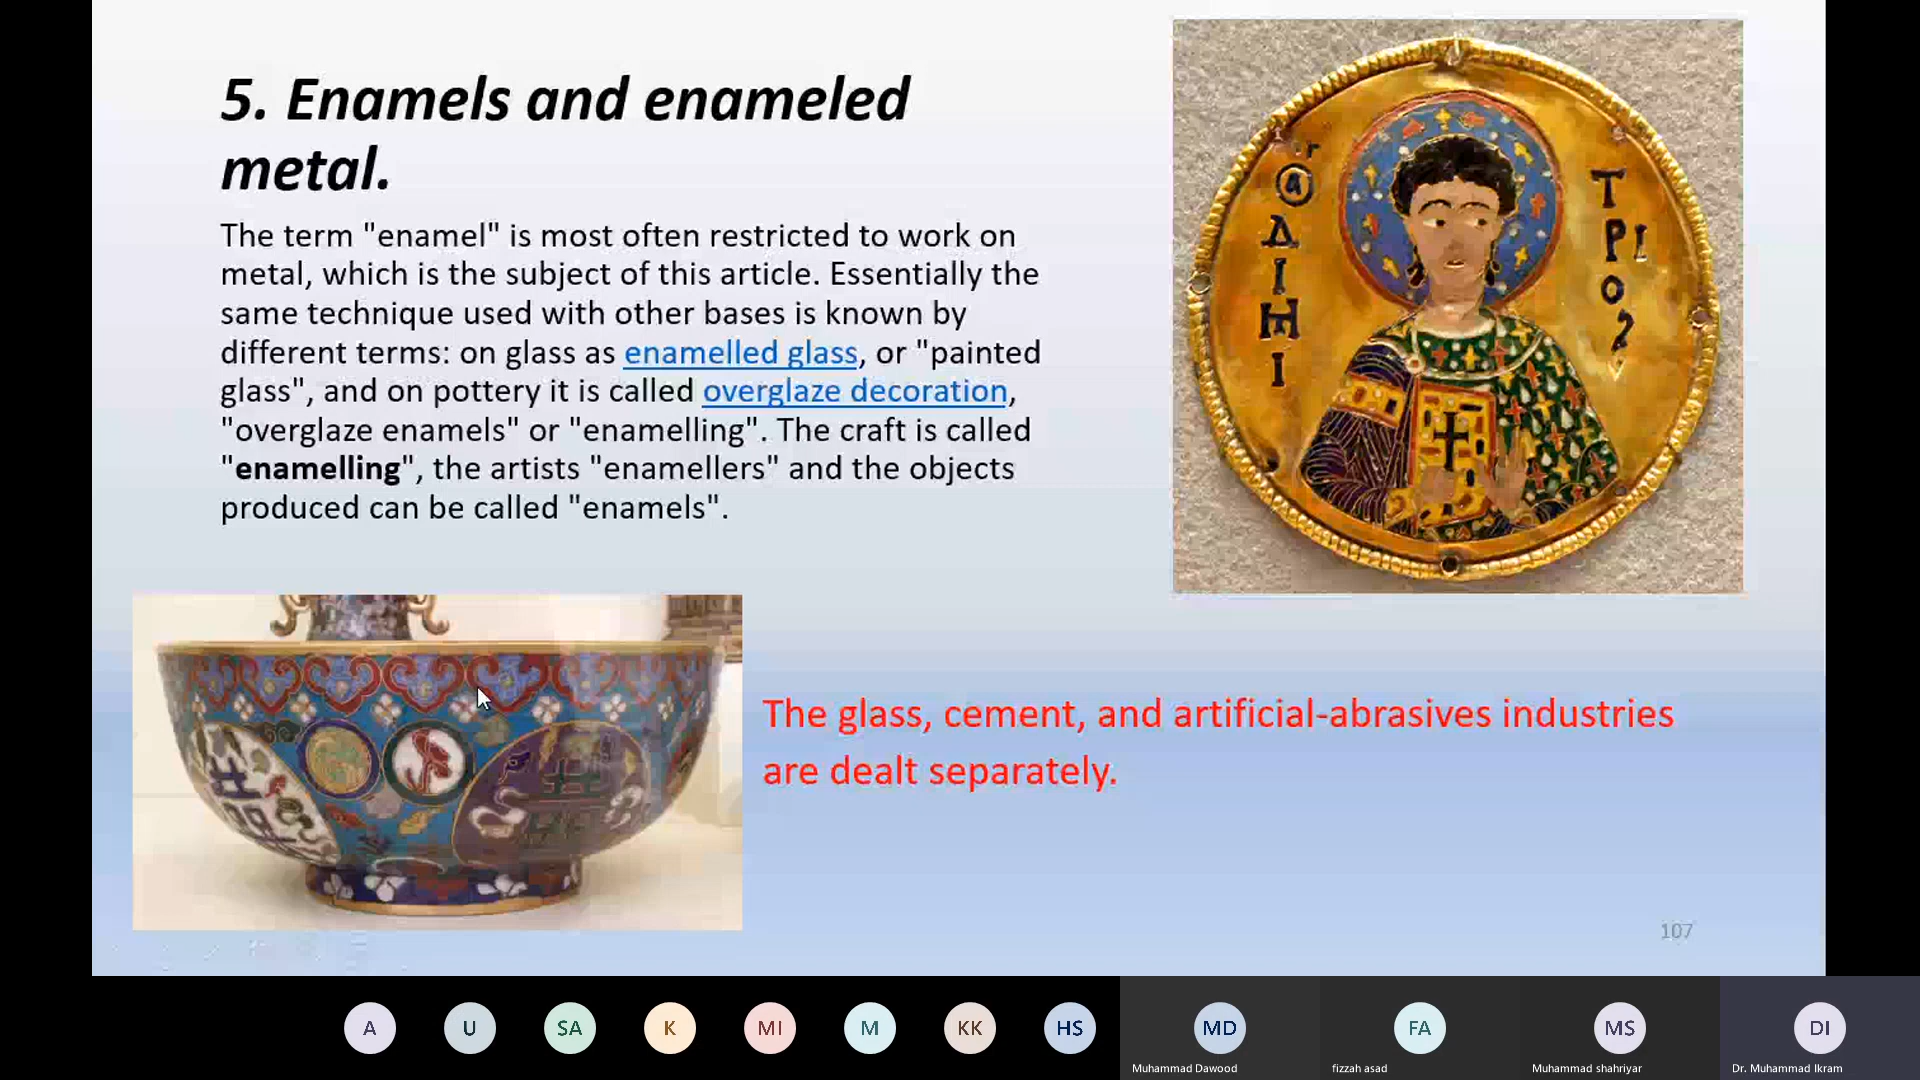 5. Enamels and enameled
metal.
The term "enamel" is most often restricted to work on
metal, which is the subject of this article. Essentially the
same technique used with other bases is known by
different terms: on glass as enamelled glass, or "painted
glass", and on pottery it is called overglaze decoration,
"overglaze enamels" or "enamelling". The craft is called
"enamelling", the artists "enamellers" and the objects
produced can be called "enamels".
Δ
Ι
Η
Ι
Τ
ΡΙ
Ο
The glass, cement, and artificial-abrasives industries
are dealt separately.
107
A
U
SA
K
MI
M
KK
HS
MD
FA
MS
DI
Muhammad Dawood
fizzah asad
Muhammad shahriyar
Dr. Muhammad Ikram